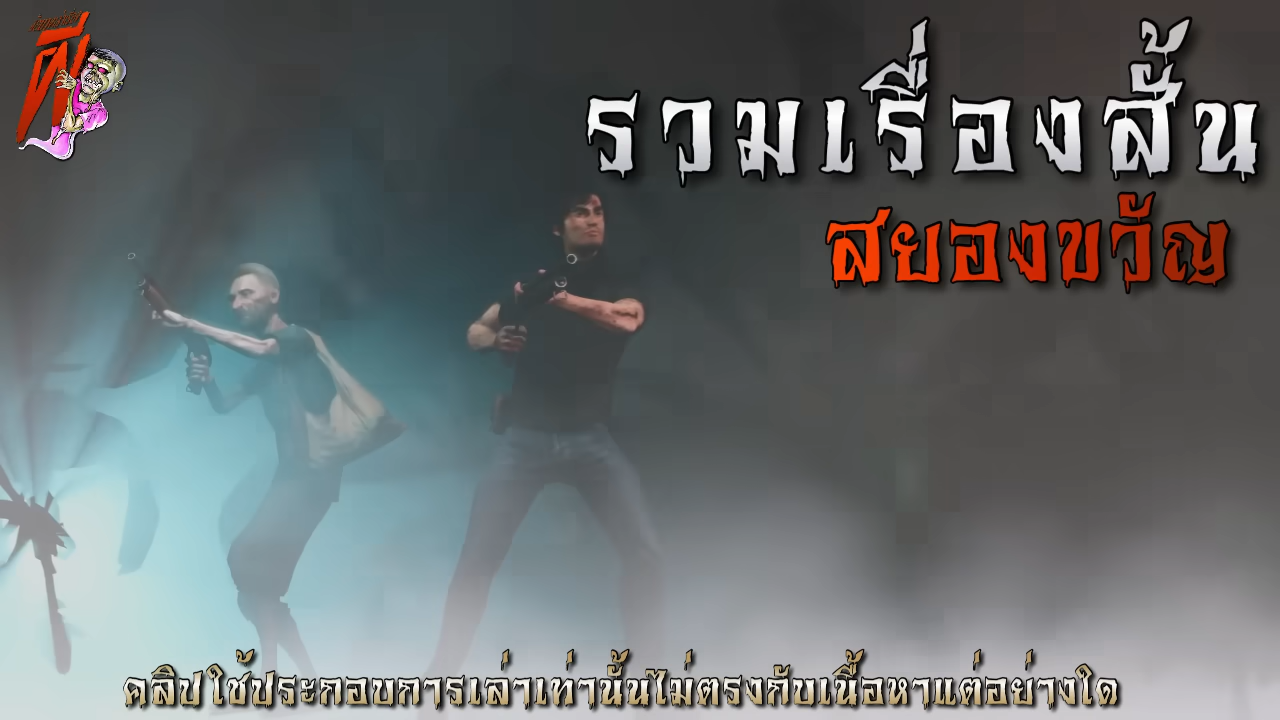 ผี
รวมเรื่องสั้น
สยองขวัญ
คลิปใช้ประกอบการเล่าเท่านั้นไม่ตรงกับเนื้อหาแต่อย่างใด